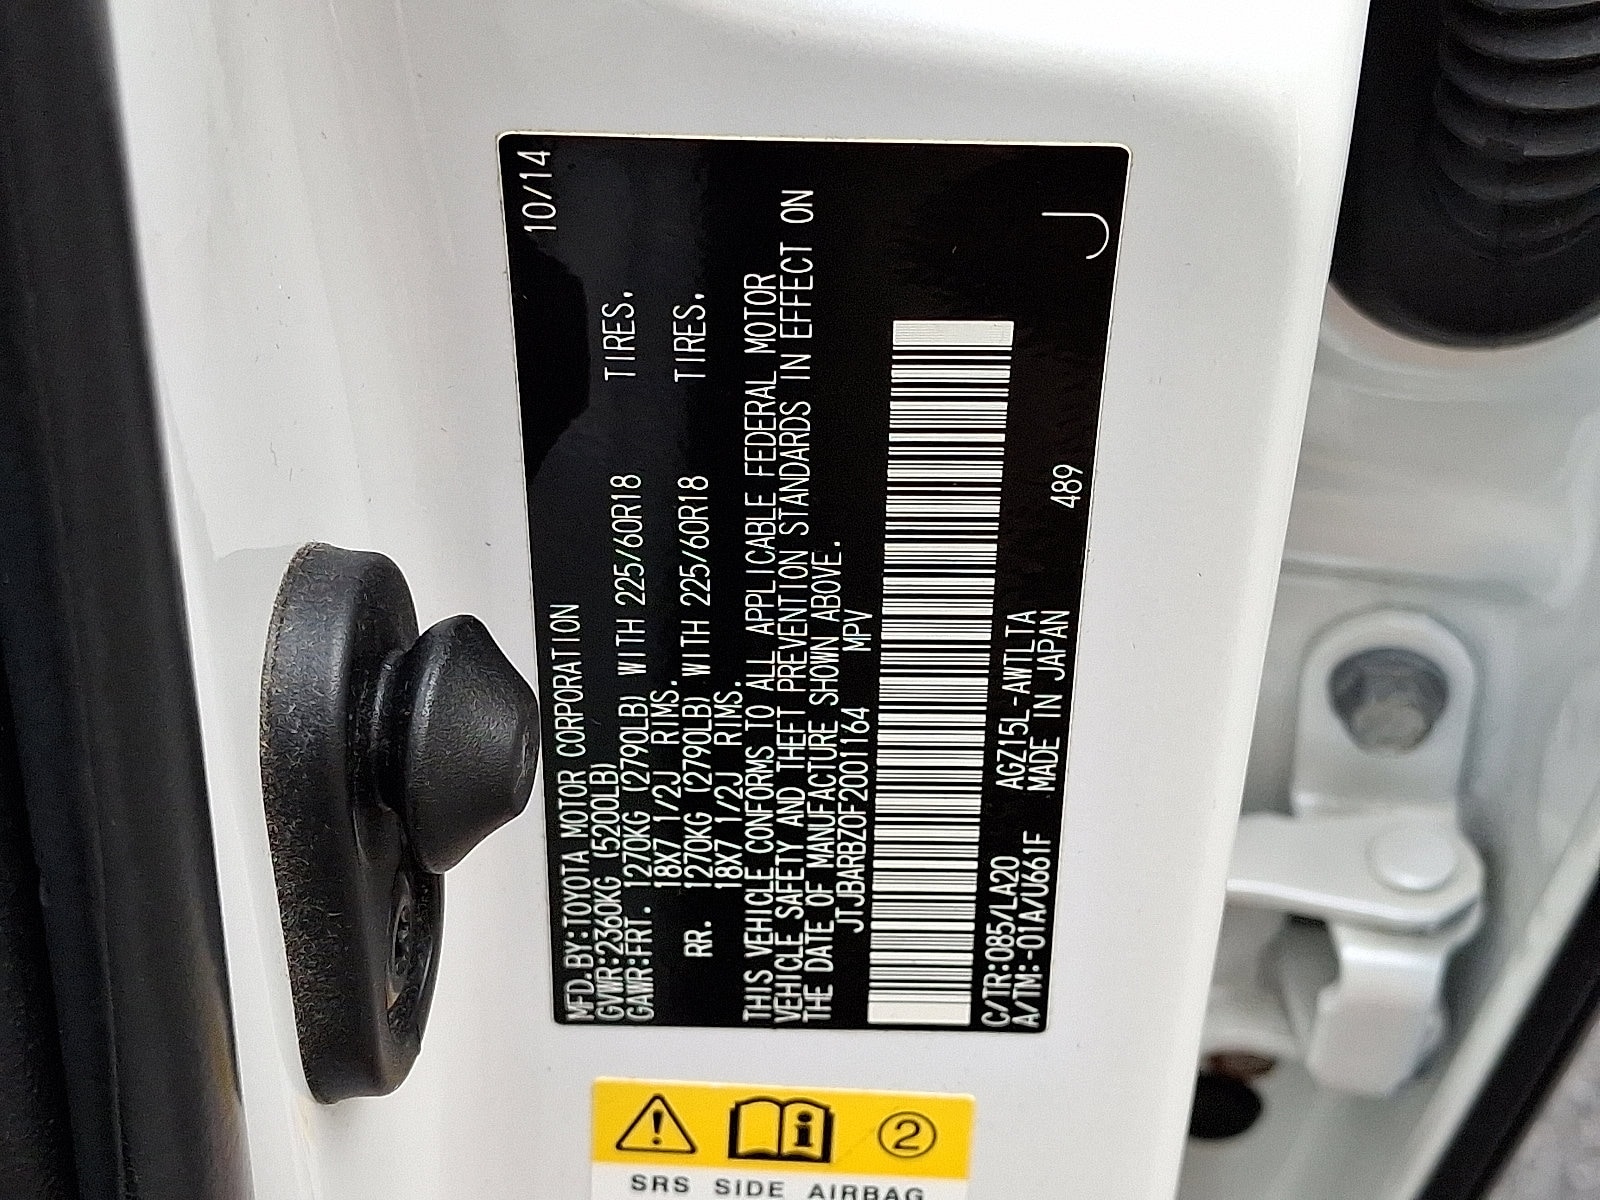 MFD.BY:TOYOTA MOTOR CORPORATION 10/14
GVWR:2360KG (5200LB)
GAWR:FRT. 1270KG (2790LB) WITH 225/60R18 TIRES,
18X7 1/2J RIMS.
RR. 1270KG (2790LB) WITH 225/60R18 TIRES,
18X7 1/2J RIMS.
THIS VEHICLE CONFORMS TO ALL APPLICABLE FEDERAL MOTOR
VEHICLE SAFETY AND THEFT PREVENTION STANDARDS IN EFFECT ON
THE DATE OF MANUFACTURE SHOWN ABOVE.
JTJBARBZ0F2001164 MPV
C/TR:085/LA20 AGZ15L-AWTLTA
A/TM:-01A/U661F MADE IN JAPAN 489 J
2
SRS SIDE AIRBAG